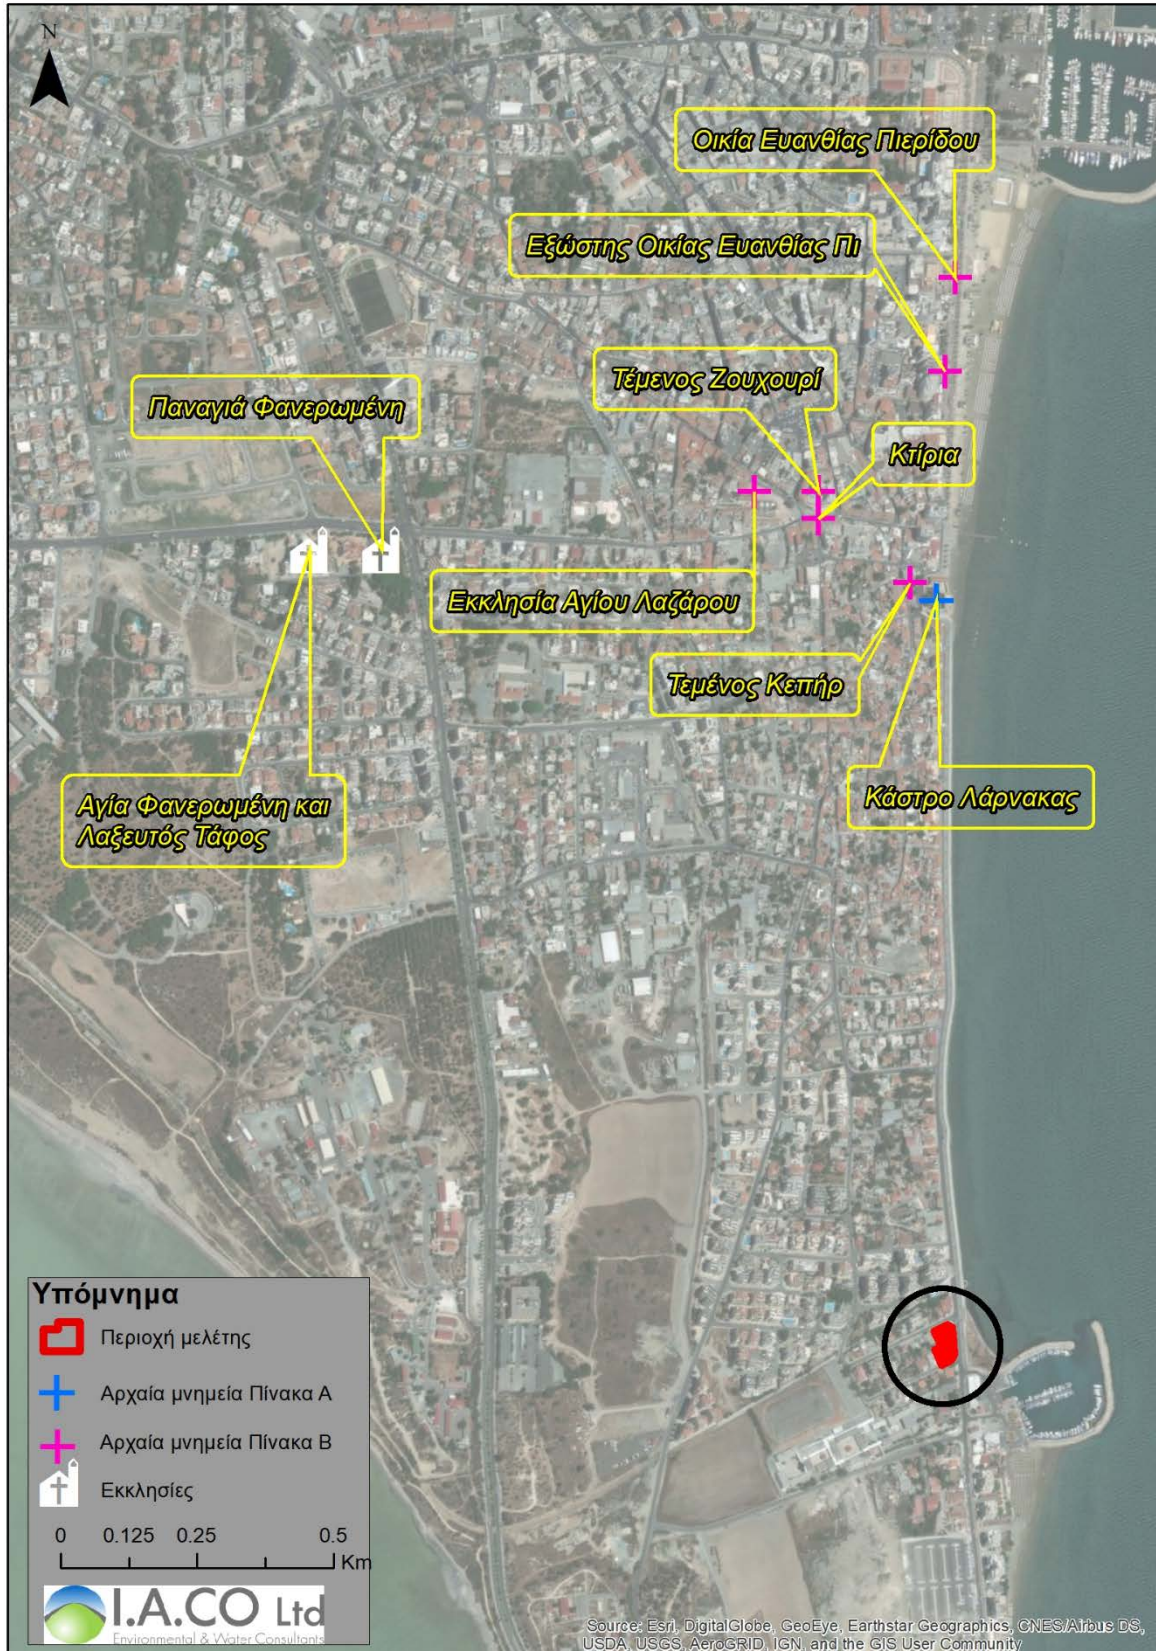 N
Οικία Ευανθίας Πιερίδου
Εξώστης Οικίας Ευανθίας Πι
Τέμενος Ζουχουρί
Παναγιά Φανερωμένη
Κτίρια
Εκκλησία Αγίου Λαζάρου
Τεμένος Κεπήρ
Κάστρο Λάρνακας
Αγία Φανερωμένη και
Λαξευτός Τάφος
Υπόμνημα
Περιοχή μελέτης
Αρχαία μνημεία Πίνακα Α
Αρχαία μνημεία Πίνακα Β
Εκκλησίες
0 0.125 0.25 0.5
Km
I.A.CO Ltd
Environmental & Water Consultants
Source: Esri, DigitalGlobe, GeoEye, Earthstar Geographics, CNES/Airbus DS,
USDA, USGS, AeroGRID, IGN, and the GIS User Community